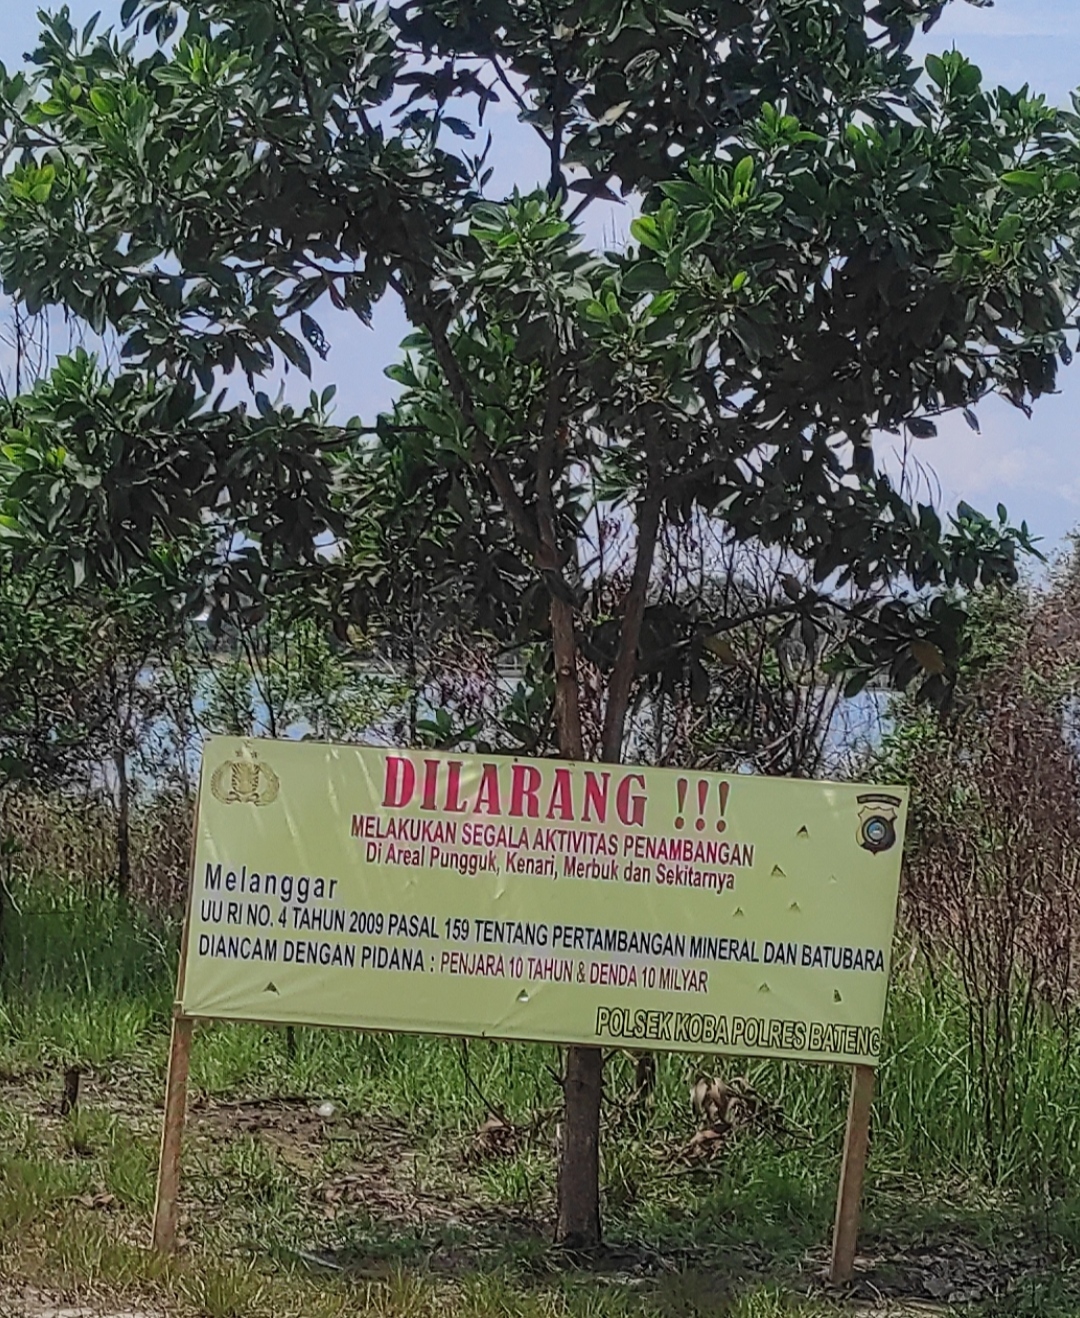 DILARANG !!!
MELAKUKAN SEGALA AKTIVITAS PENAMBANGAN
Di Areal Pungguk, Kenari, Merbuk dan Sekitarnya
Melanggar
UU RI NO. 4 TAHUN 2009 PASAL 159 TENTANG PERTAMBANGAN MINERAL DAN BATUBARA
DIANCAM DENGAN PIDANA : PENJARA 10 TAHUN & DENDA 10 MILYAR
POLSEK KOBA POLRES BATENG